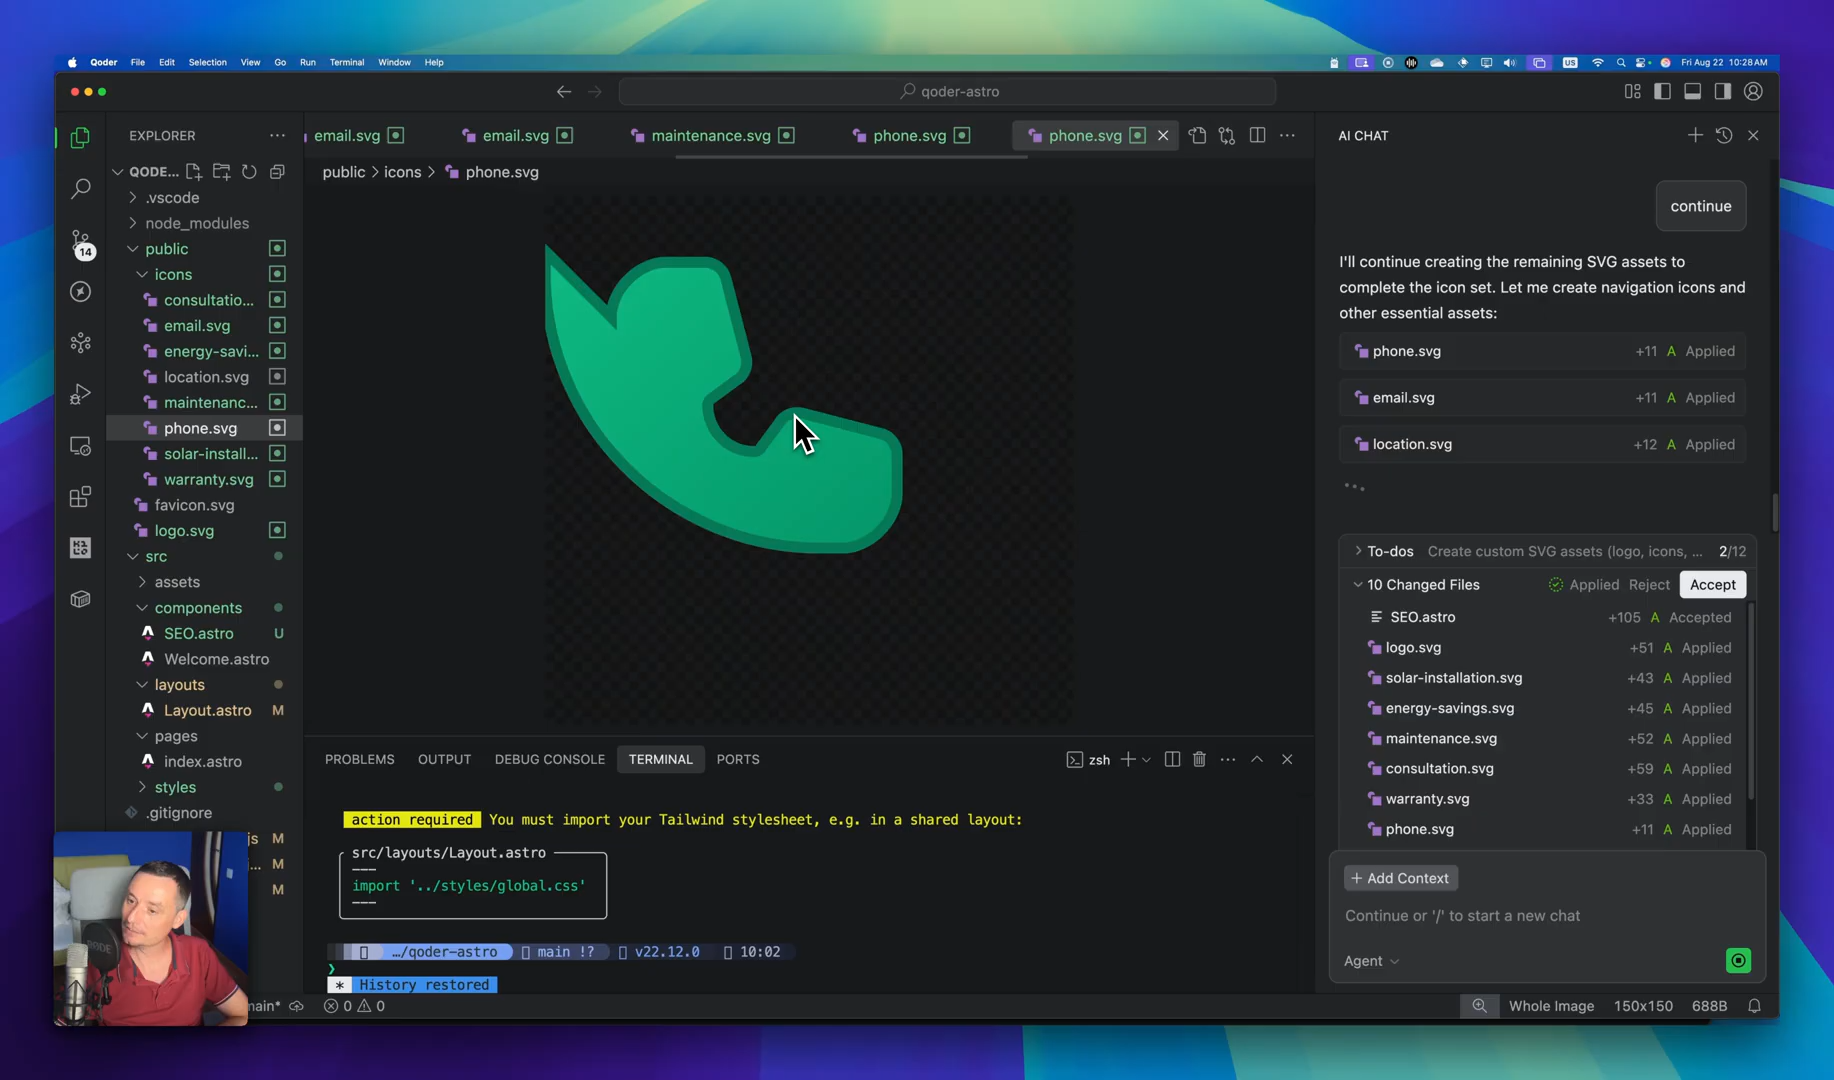 Qoder File Edit Selection View Go Run Terminal Window Help
US Fri Aug 22 10:28 AM
qoder-astro
EXPLORER
QODE...
.vscode
node_modules
public
icons
consultatio...
email.svg
energy-savi...
location.svg
maintenanc...
phone.svg
solar-install...
warranty.svg
favicon.svg
logo.svg
src
assets
components
SEO.astro U
Welcome.astro
layouts
Layout.astro M
pages
index.astro
styles
.gitignore
js M
... M
M
14
email.svg
email.svg
maintenance.svg
phone.svg
phone.svg
public > icons > phone.svg
PROBLEMS OUTPUT DEBUG CONSOLE TERMINAL PORTS
zsh
action required You must import your Tailwind stylesheet, e.g. in a shared layout:
src/layouts/Layout.astro
---
import '../styles/global.css'
---
…/qoder-astro main !? v22.12.0 10:02
❯
* History restored
AI CHAT
continue
I'll continue creating the remaining SVG assets to
complete the icon set. Let me create navigation icons and
other essential assets:
phone.svg +11 A Applied
email.svg +11 A Applied
location.svg +12 A Applied
To-dos Create custom SVG assets (logo, icons, ... 2/12
10 Changed Files Applied Reject Accept
SEO.astro +105 A Accepted
logo.svg +51 A Applied
solar-installation.svg +43 A Applied
energy-savings.svg +45 A Applied
maintenance.svg +52 A Applied
consultation.svg +59 A Applied
warranty.svg +33 A Applied
phone.svg +11 A Applied
+ Add Context
Continue or '/' to start a new chat
Agent
RODE
nain* 0 0
Whole Image 150x150 688B